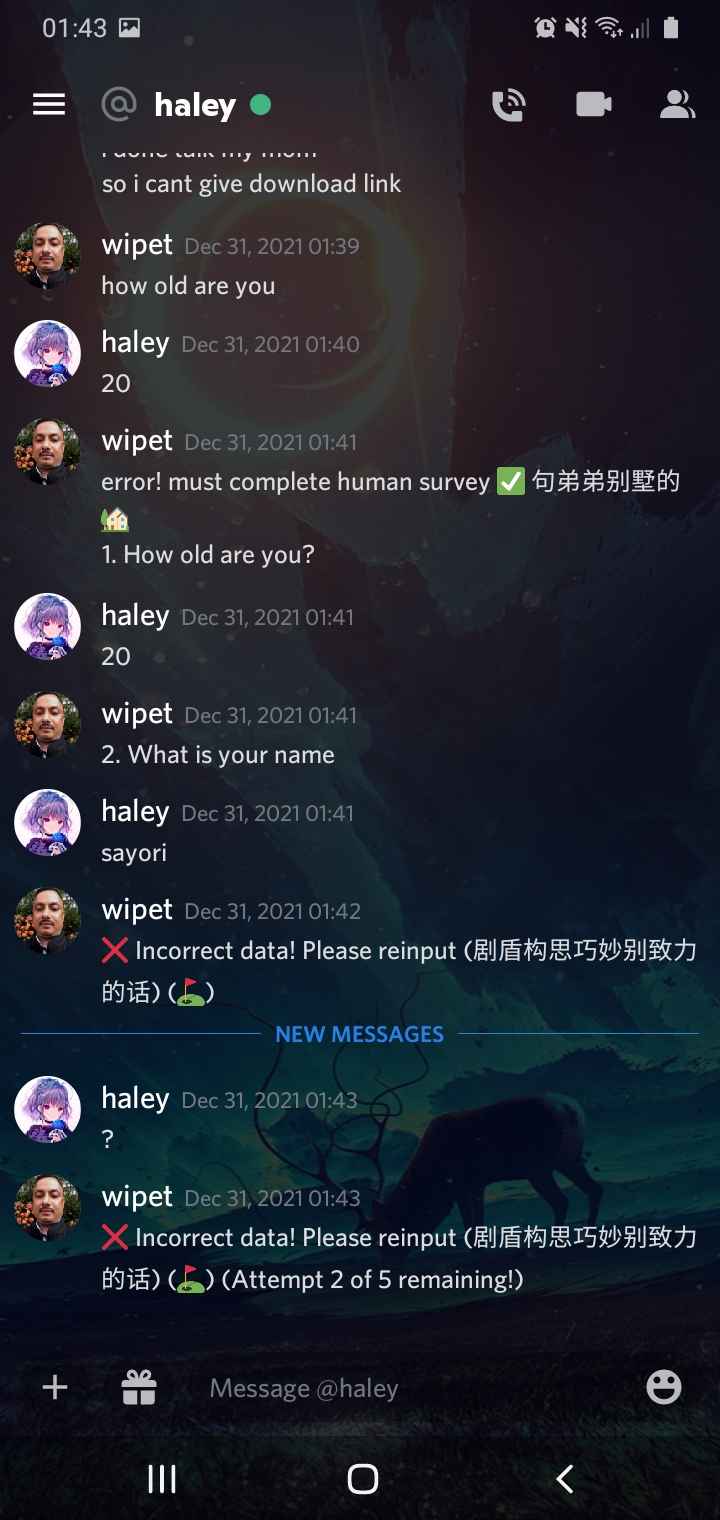 01:43
haley
i done talk my mom
so i cant give download link
wipet Dec 31, 2021 01:39
how old are you
haley Dec 31, 2021 01:40
20
wipet Dec 31, 2021 01:41
error! must complete human survey ✅ 句弟弟别墅的
🏡
1. How old are you?
haley Dec 31, 2021 01:41
20
wipet Dec 31, 2021 01:41
2. What is your name
haley Dec 31, 2021 01:41
sayori
wipet Dec 31, 2021 01:42
❌ Incorrect data! Please reinput (剧盾构思巧妙别致力
的话) (⛳)
NEW MESSAGES
haley Dec 31, 2021 01:43
?
wipet Dec 31, 2021 01:43
❌ Incorrect data! Please reinput (剧盾构思巧妙别致力
的话) (⛳) (Attempt 2 of 5 remaining!)
Message @haley